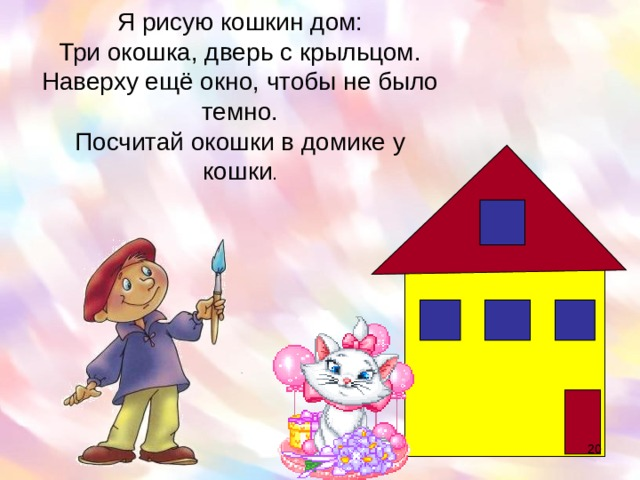 Я рисую кошкин дом:
Три окошка, дверь с крыльцом.
Наверху ещё окно, чтобы не было
темно.
Посчитай окошки в домике у
кошки.
20